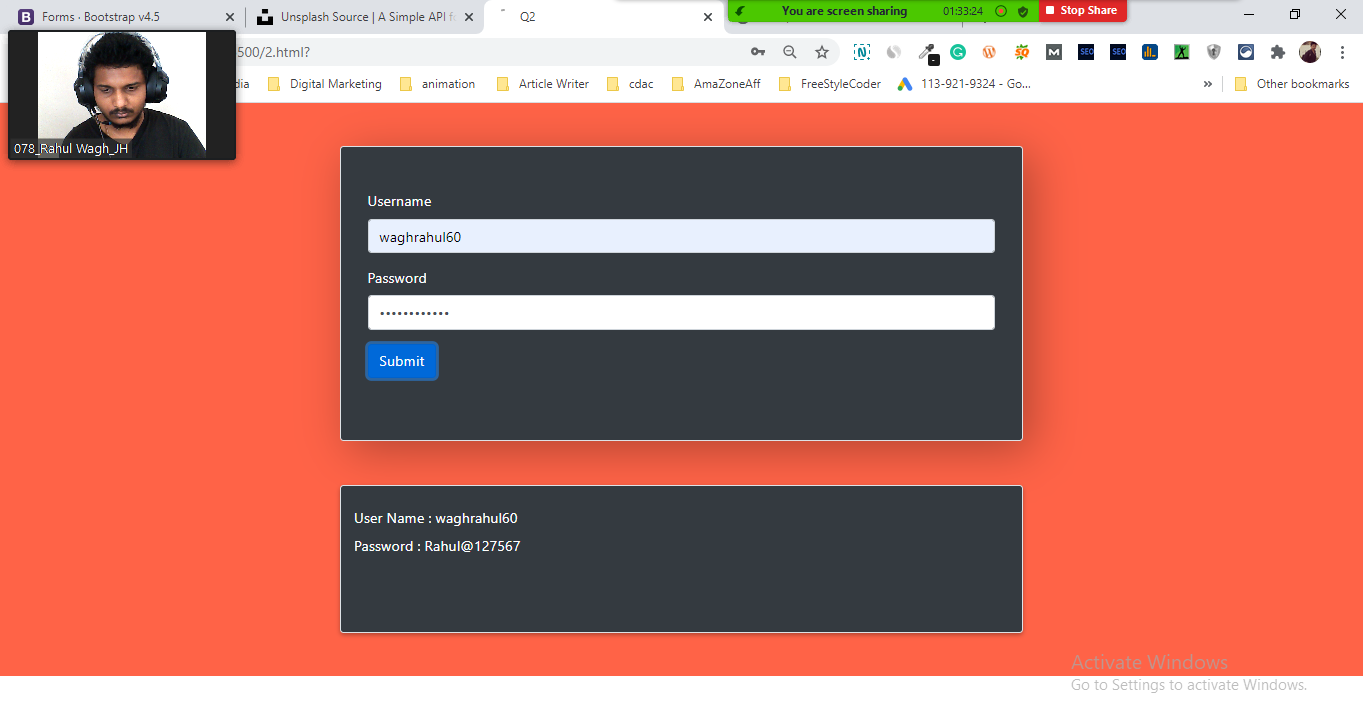 Forms · Bootstrap v4.5
Unsplash Source | A Simple API fo
Q2
You are screen sharing
01:33:24
Stop Share
500/2.html?
dia
Digital Marketing
animation
Article Writer
cdac
AmaZoneAff
FreeStyleCoder
113-921-9324 - Go...
»
Other bookmarks
078_Rahul Wagh_JH
Username
waghrahul60
Password
••••••••••••
Submit
User Name : waghrahul60
Password : Rahul@127567
Activate Windows
Go to Settings to activate Windows.